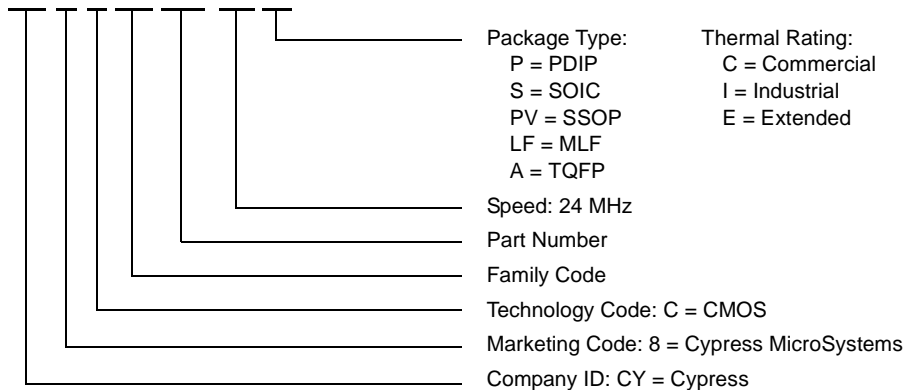 Package Type: Thermal Rating:
P = PDIP C = Commercial
S = SOIC I = Industrial
PV = SSOP E = Extended
LF = MLF
A = TQFP
Speed: 24 MHz
Part Number
Family Code
Technology Code: C = CMOS
Marketing Code: 8 = Cypress MicroSystems
Company ID: CY = Cypress